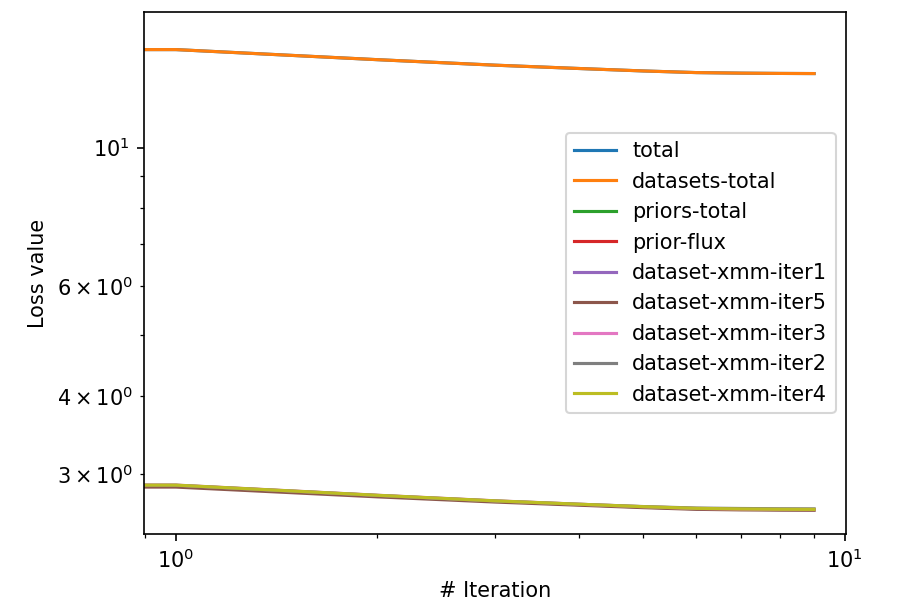 Loss value
10¹
6 × 10⁰
4 × 10⁰
3 × 10⁰
total
datasets-total
priors-total
prior-flux
dataset-xmm-iter1
dataset-xmm-iter5
dataset-xmm-iter3
dataset-xmm-iter2
dataset-xmm-iter4
10⁰
10¹
# Iteration